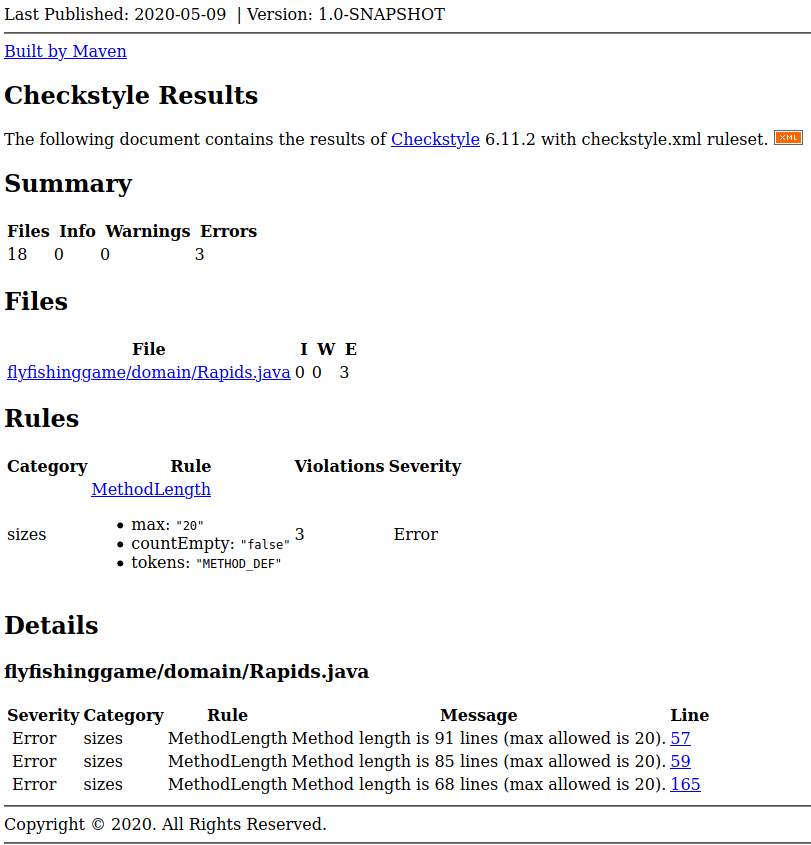 Last Published: 2020-05-09 | Version: 1.0-SNAPSHOT
Built by Maven
Checkstyle Results
The following document contains the results of Checkstyle 6.11.2 with checkstyle.xml ruleset. XML
Summary
Files Info Warnings Errors
18 0 0 3
Files
File I W E
flyfishinggame/domain/Rapids.java 0 0 3
Rules
Category Rule Violations Severity
MethodLength
• max: "20"
sizes 3 Error
• countEmpty: "false"
• tokens: "METHOD_DEF"
Details
flyfishinggame/domain/Rapids.java
Severity Category Rule Message Line
Error sizes MethodLength Method length is 91 lines (max allowed is 20). 57
Error sizes MethodLength Method length is 85 lines (max allowed is 20). 59
Error sizes MethodLength Method length is 68 lines (max allowed is 20). 165
Copyright © 2020. All Rights Reserved.